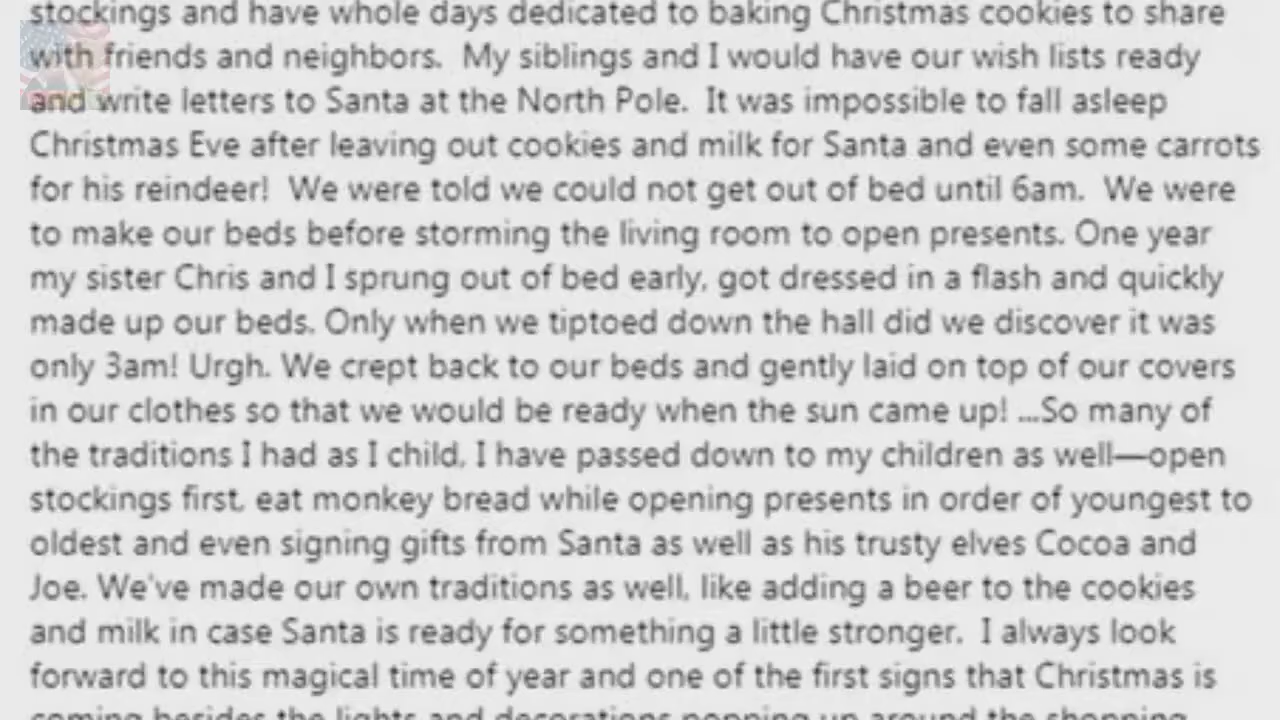 stockings and have whole days dedicated to baking Christmas cookies to share
with friends and neighbors.  My siblings and I would have our wish lists ready
and write letters to Santa at the North Pole.  It was impossible to fall asleep
Christmas Eve after leaving out cookies and milk for Santa and even some carrots
for his reindeer!  We were told we could not get out of bed until 6am.  We were
to make our beds before storming the living room to open presents. One year
my sister Chris and I sprung out of bed early, got dressed in a flash and quickly
made up our beds. Only when we tiptoed down the hall did we discover it was
only 3am! Urgh. We crept back to our beds and gently laid on top of our covers
in our clothes so that we would be ready when the sun came up! ...So many of
the traditions I had as I child, I have passed down to my children as well—open
stockings first, eat monkey bread while opening presents in order of youngest to
oldest and even signing gifts from Santa as well as his trusty elves Cocoa and
Joe. We've made our own traditions as well, like adding a beer to the cookies
and milk in case Santa is ready for something a little stronger.  I always look
forward to this magical time of year and one of the first signs that Christmas is
coming besides the lights and decorations popping up around the shopping